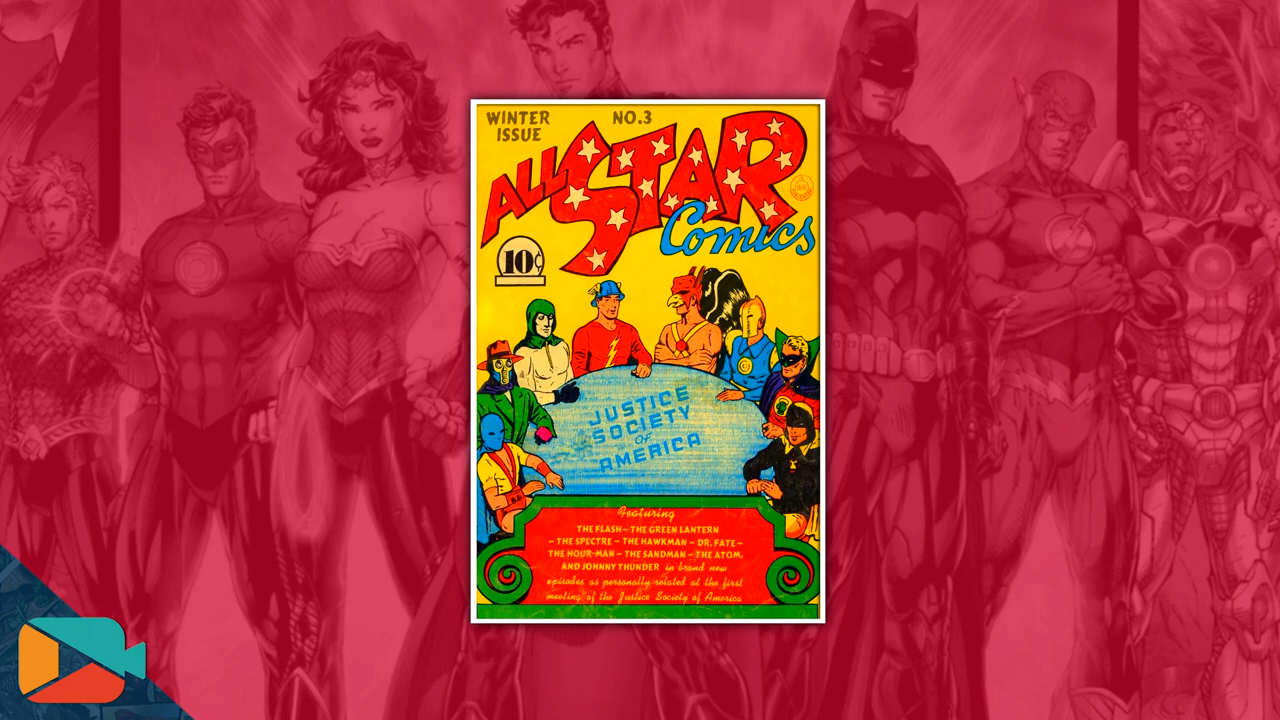 WINTER ISSUE
NO.3
ALL STAR
Comics
10¢
JUSTICE
SOCIETY
OF
AMERICA
Featuring
THE FLASH – THE GREEN LANTERN
– THE SPECTRE – THE HAWKMAN – DR. FATE –
THE HOUR-MAN – THE SANDMAN – THE ATOM,
AND JOHNNY THUNDER in brand new
episodes as personally related at the first
meeting of the Justice Society of America